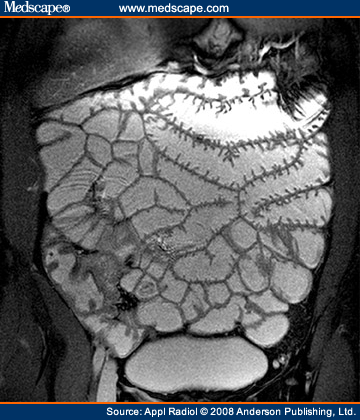 Medscape® www.medscape.com
Source: Appl Radiol © 2008 Anderson Publishing, Ltd.